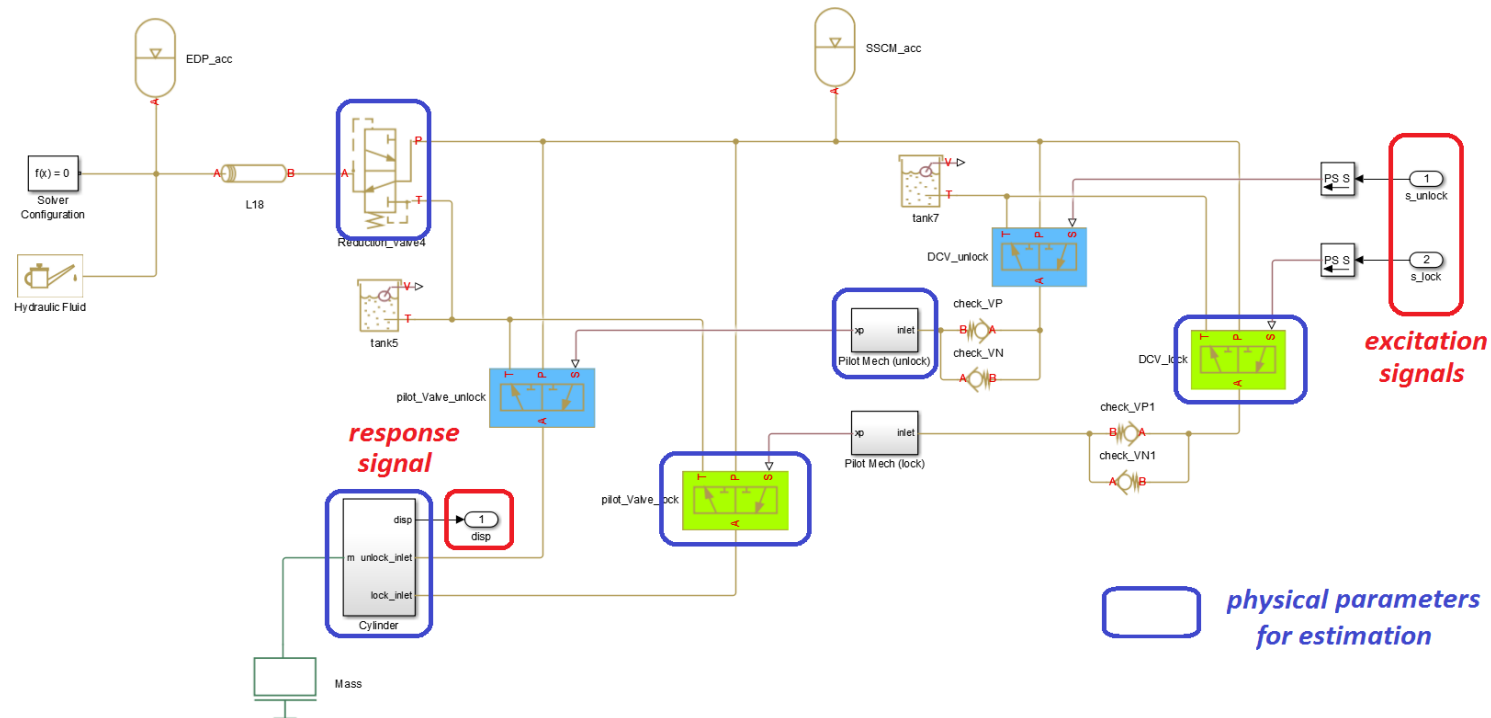 EDP_acc
SSCM_acc
A
A
P
f(x) = 0
Solver
Configuration
A
B
A
L18
T
Reduction_Valve4
V
T
tank7
PS S
1
s_unlock
T
P
S
DCV_unlock
A
PS S
2
s_lock
Hydraulic Fluid
V
T
tank5
xp
inlet
Pilot Mech (unlock)
check_VP
B
A
check_VN
A
B
T
P
S
DCV_lock
A
excitation
signals
T
P
S
pilot_Valve_unlock
A
response
signal
xp
inlet
Pilot Mech (lock)
check_VP1
B
A
check_VN1
A
B
T
P
S
pilot_Valve_lock
A
disp
m
unlock_inlet
lock_inlet
Cylinder
1
disp
physical parameters
for estimation
Mass